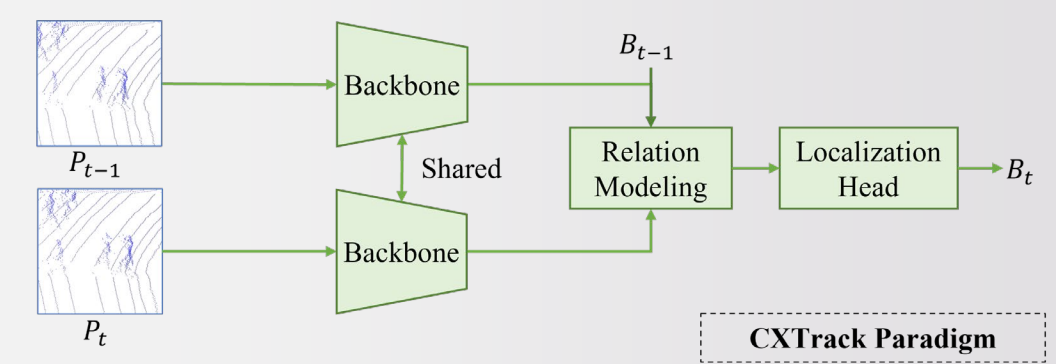 Backbone
B_{t-1}
P_{t-1}
Shared
Relation
Modeling
Localization
Head
B_t
Backbone
P_t
CXTrack Paradigm